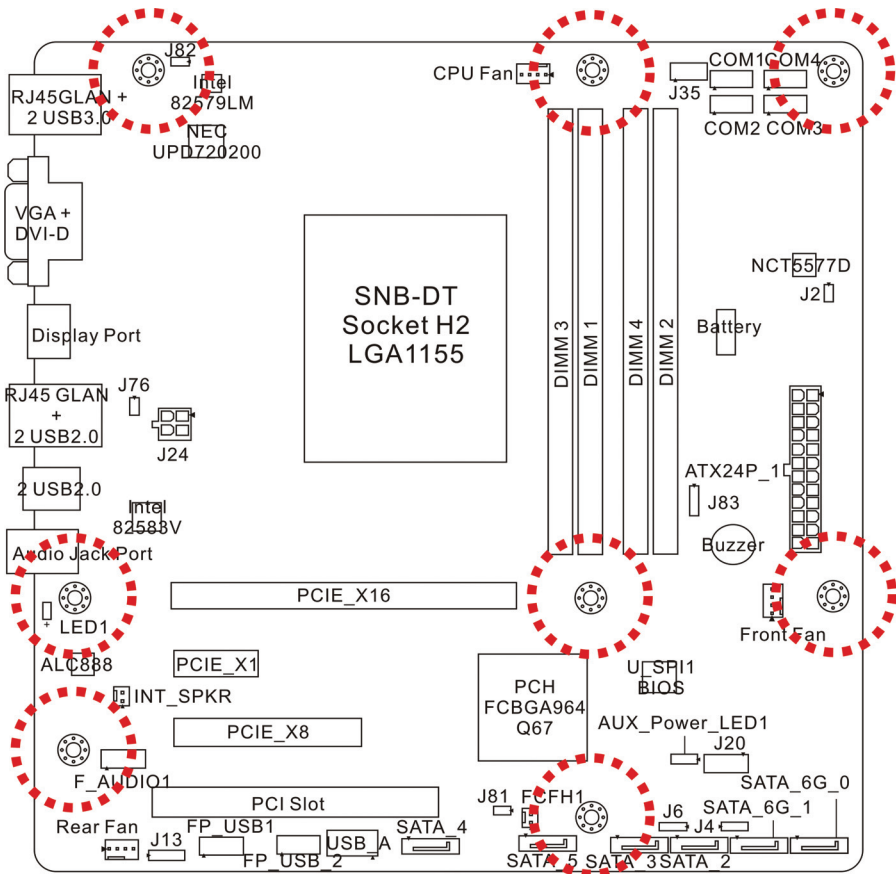 J82
CPU Fan
COM1
COM4
RJ45GLAN +
2 USB3.0
Intel
82579LM
J35
NEC
UPD720200
COM2
COM3
VGA +
DVI-D
NCT5577D
J2
SNB-DT
Socket H2
LGA1155
DIMM 3
DIMM 1
DIMM 4
DIMM 2
Battery
Display Port
J76
RJ45 GLAN
+
2 USB2.0
J24
ATX24P_1
2 USB2.0
J83
Intel
82583V
Buzzer
Audio Jack Port
PCIE_X16
+
LED1
Front Fan
ALC888
PCIE_X1
U_SPI1
BIOS
PCH
FCBGA964
Q67
INT_SPKR
PCIE_X8
AUX_Power_LED1
J20
F_AUDIO1
SATA_6G_0
PCI Slot
J81
FCFH1
J6
SATA_6G_1
Rear Fan
FP_USB1
USB_A
SATA_4
J4
J13
FP_USB_2
SATA_5
SATA_3
SATA_2